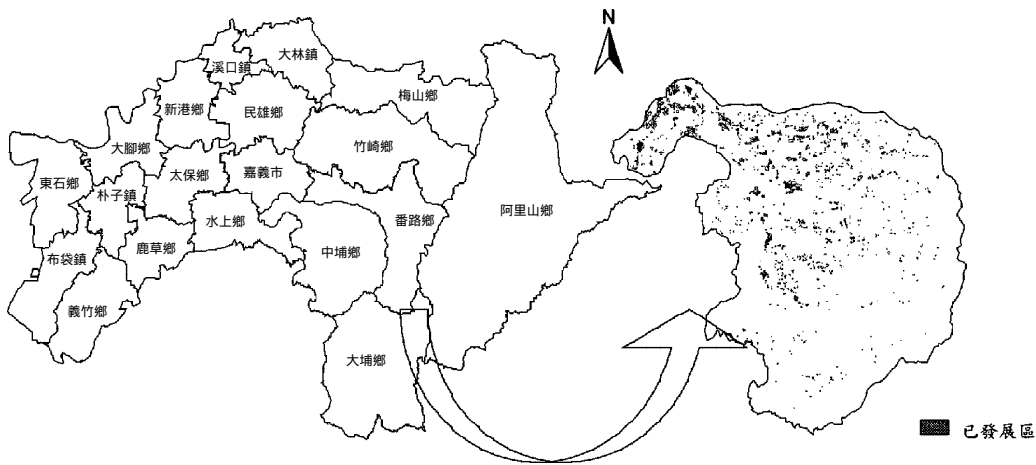 N
大林鎮
溪口鎮
梅山鄉
新港鄉
民雄鄉
竹崎鄉
大腳鄉
太保鄉
嘉義市
東石鄉
朴子鎮
阿里山鄉
水上鄉
番路鄉
鹿草鄉
中埔鄉
布袋鎮
義竹鄉
大埔鄉
已發展區